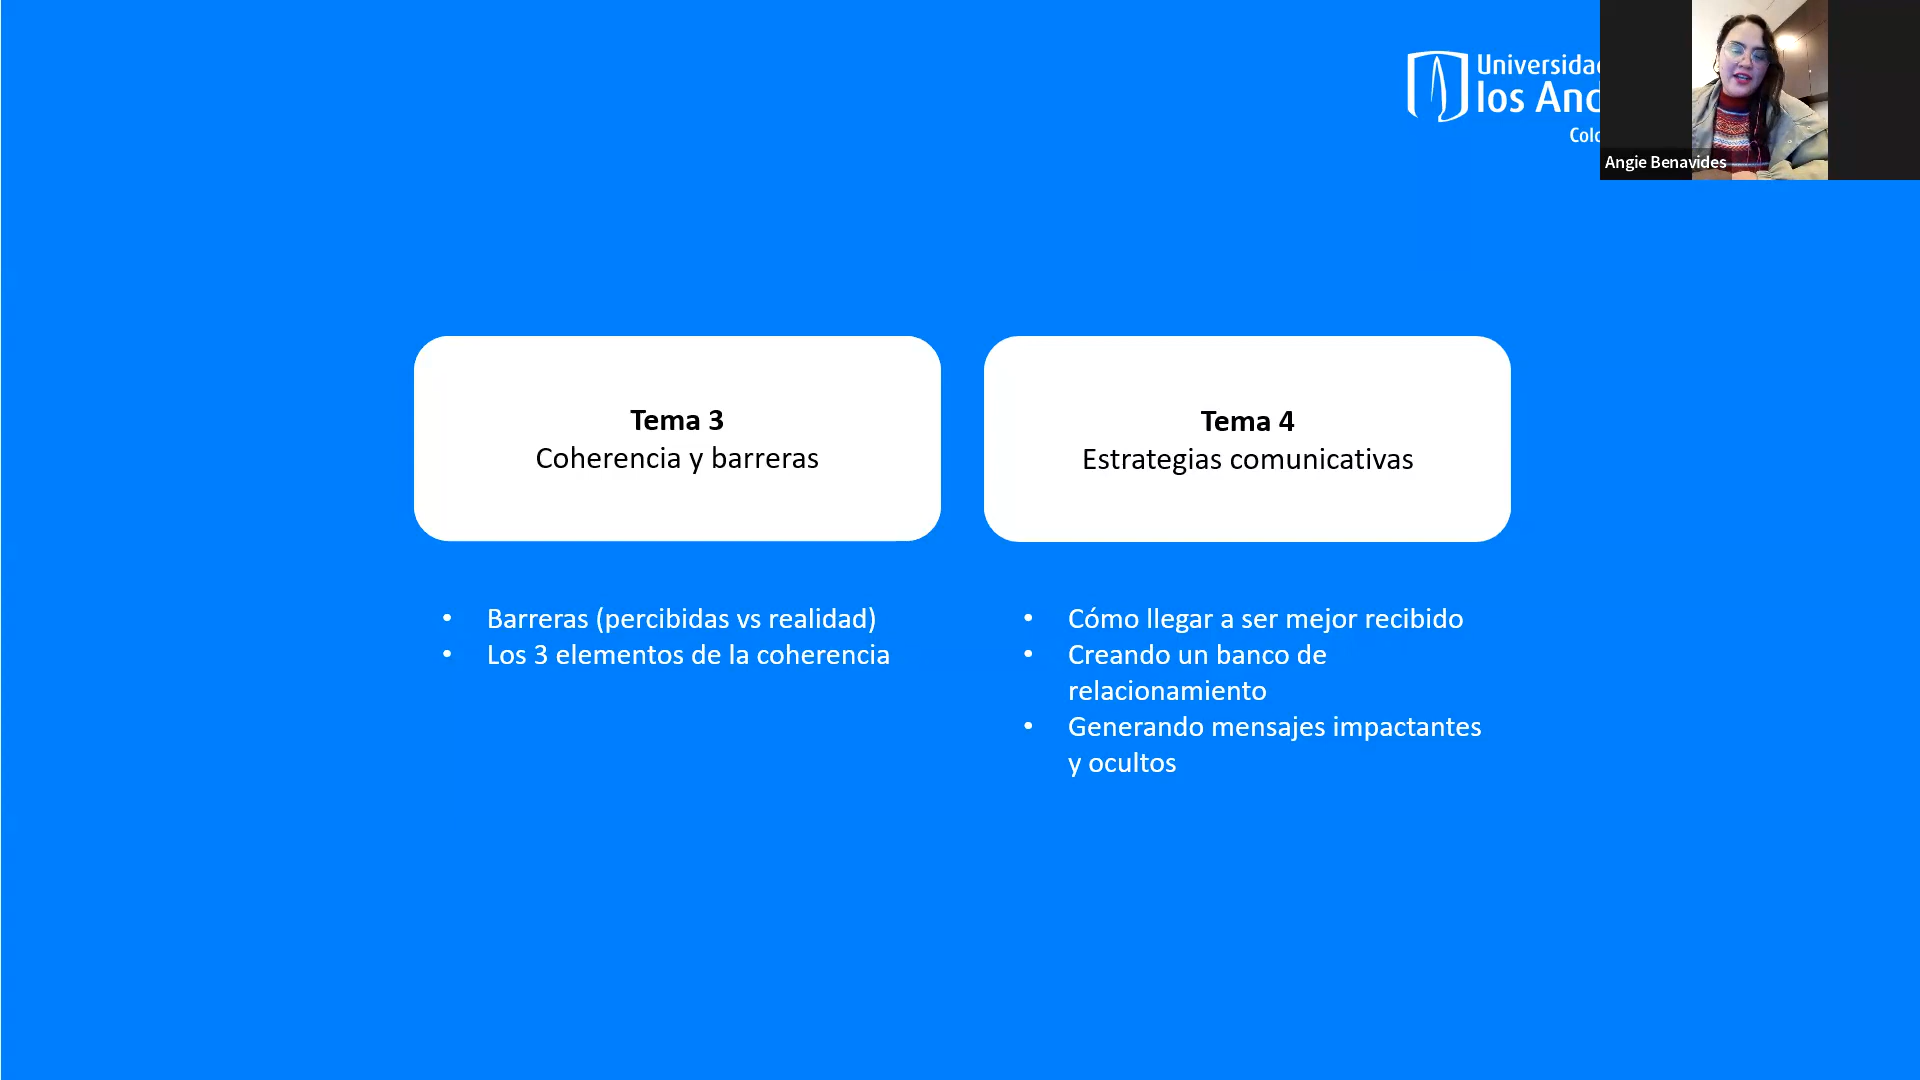 Universidad
los And
Colo
Angie Benavides
Tema 3
Coherencia y barreras
Tema 4
Estrategias comunicativas
• Barreras (percibidas vs realidad)
• Los 3 elementos de la coherencia
• Cómo llegar a ser mejor recibido
• Creando un banco de
relacionamiento
• Generando mensajes impactantes
y ocultos